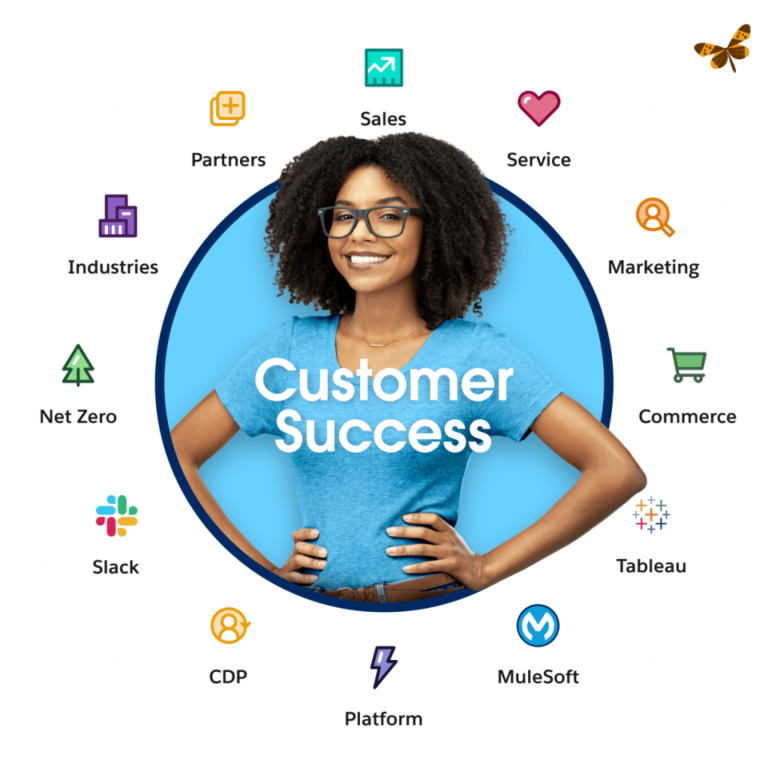 Sales
Partners
Service
Industries
Marketing
Net Zero
Customer
Success
Commerce
Slack
Tableau
CDP
MuleSoft
Platform